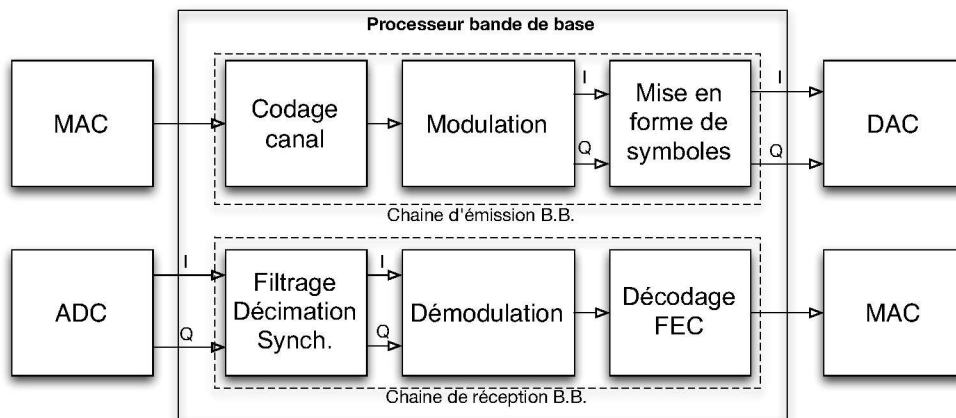 Processeur bande de base
MAC
Codage
canal
Modulation
I
Q
Mise en
forme de
symboles
I
Q
DAC
Chaine d'émission B.B.
ADC
I
Q
Filtrage
Décimation
Synch.
I
Q
Démodulation
Décodage
FEC
MAC
Chaine de réception B.B.